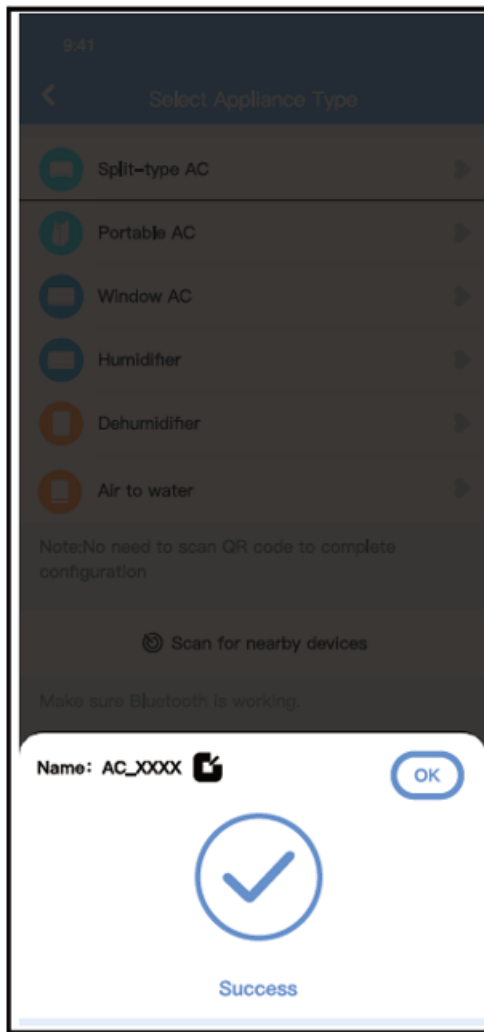 9:41
Select Appliance Type
Split-type AC
Portable AC
Window AC
Humidifier
Dehumidifier
Air to water
Note:No need to scan QR code to complete
configuration
Scan for nearby devices
Make sure Bluetooth is working.
Name: AC_XXXX
OK
Success